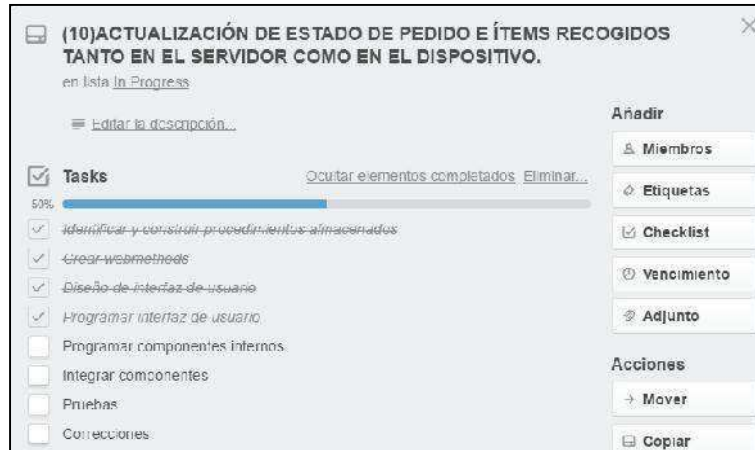 (10)ACTUALIZACIÓN DE ESTADO DE PEDIDO E ÍTEMS RECOGIDOS
TANTO EN EL SERVIDOR COMO EN EL DISPOSITIVO.
en lista In Progress
Editar la descripción...
Tasks
Ocultar elementos completados Eliminar...
50%
Identificar y construir procedimientos almacenados
Crear webmethods
Diseño de interfaz de usuario
Programar interfaz de usuario
Programar componentes internos
Integrar componentes
Pruebas
Correcciones
Añadir
Miembros
Etiquetas
Checklist
Vencimiento
Adjunto
Acciones
Mover
Copiar